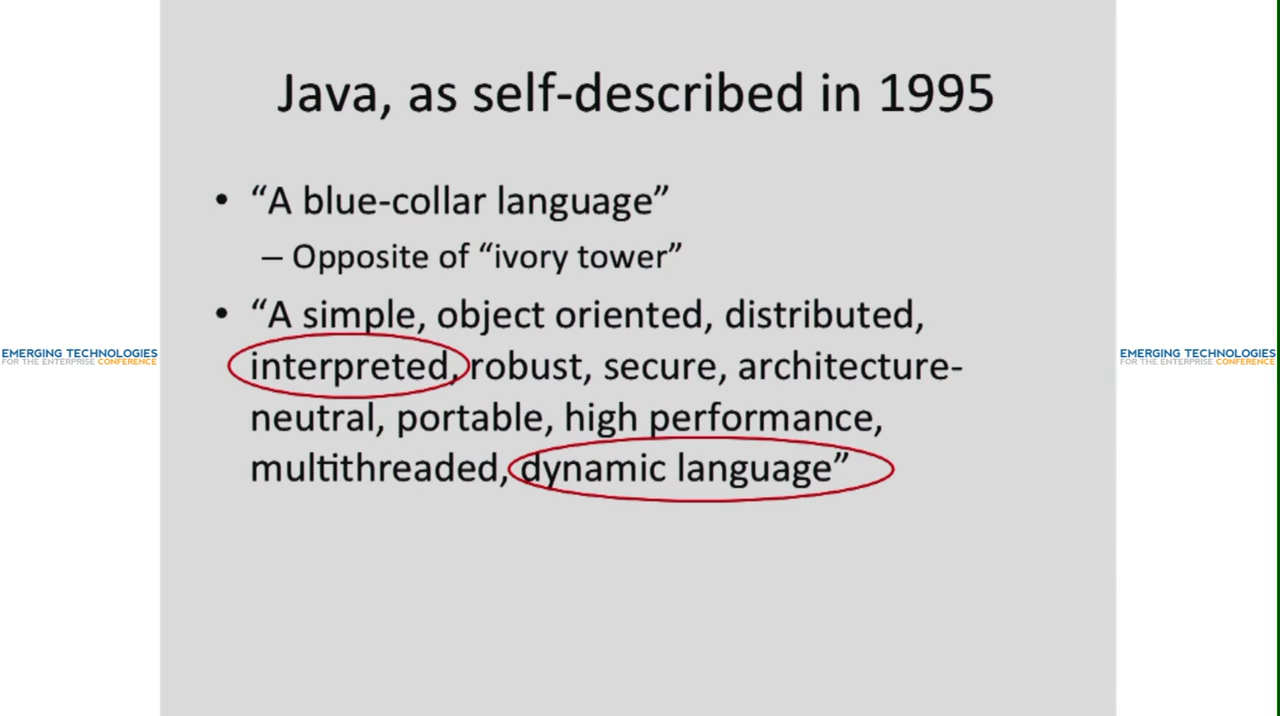 Java, as self-described in 1995
• “A blue-collar language”
– Opposite of “ivory tower”
• “A simple, object oriented, distributed,
interpreted, robust, secure, architecture-
neutral, portable, high performance,
multithreaded, dynamic language”
EMERGING TECHNOLOGIES
FOR THE ENTERPRISE CONFERENCE
EMERGING TECHNOLOGIES
FOR THE ENTERPRISE CONFERENCE